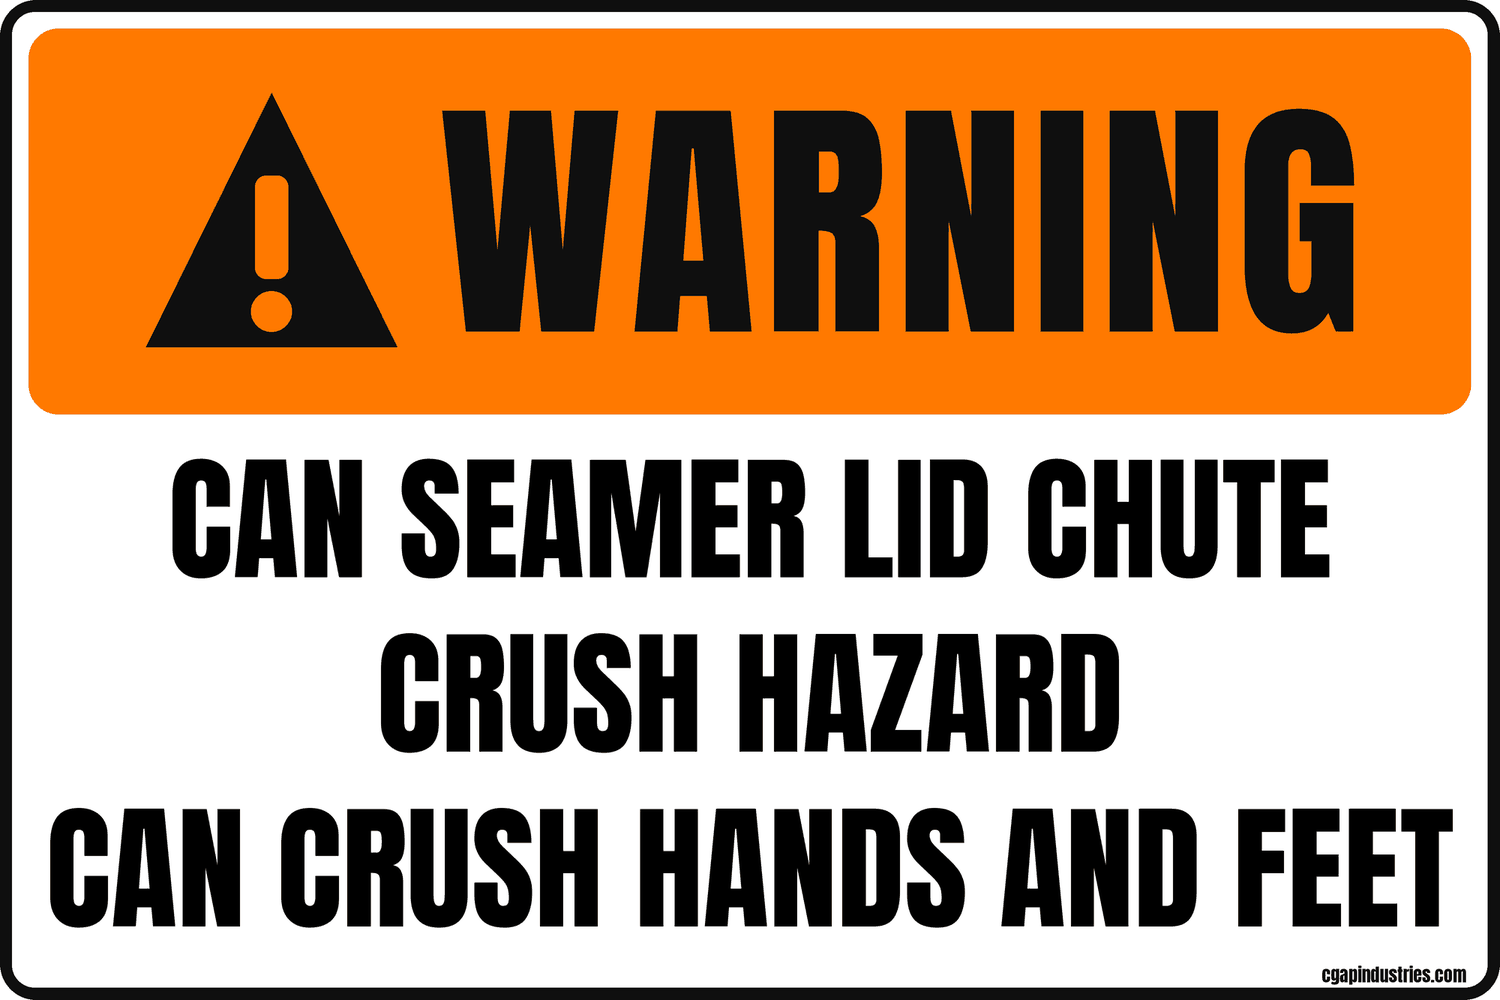 WARNING
CAN SEAMER LID CHUTE
CRUSH HAZARD
CAN CRUSH HANDS AND FEET
cgapindustries.com